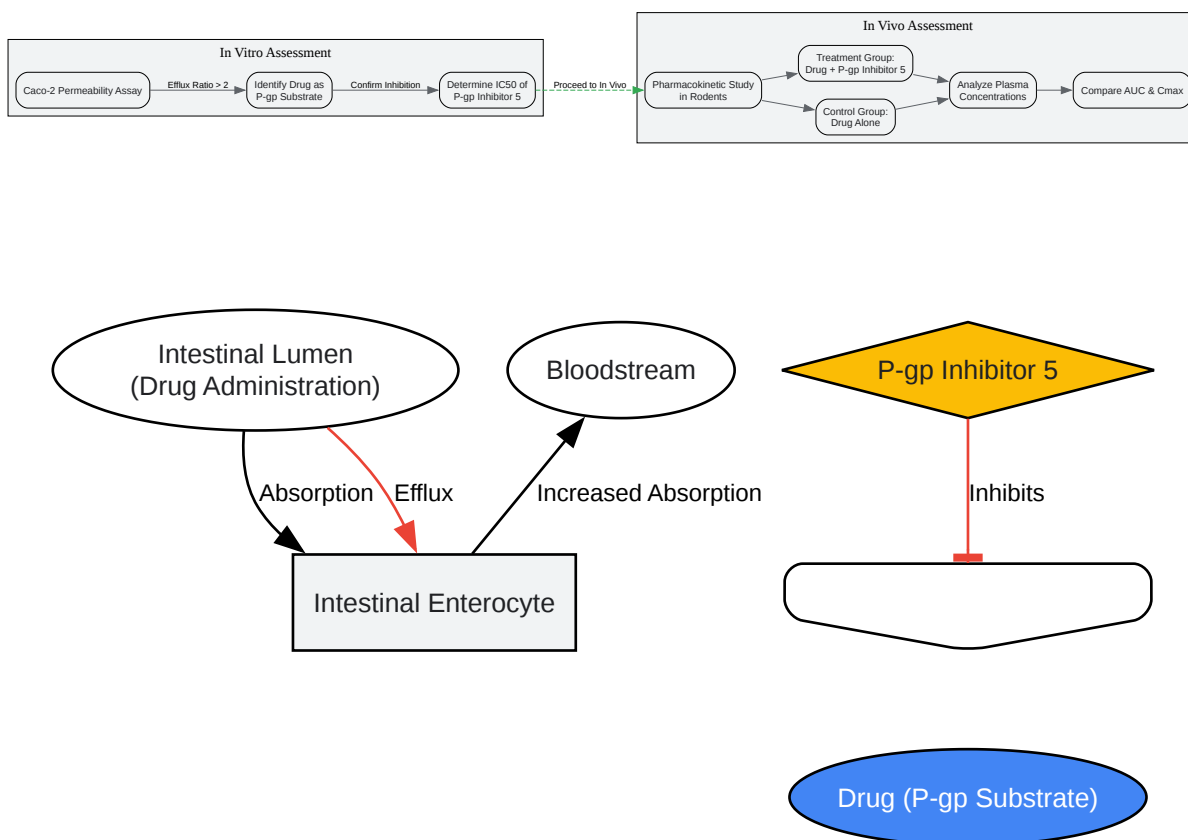 In Vitro Assessment
Caco-2 Permeability Assay
Efflux Ratio > 2
Identify Drug as
P-gp Substrate
Confirm Inhibition
Determine IC50 of
P-gp Inhibitor 5
Proceed to In Vivo
In Vivo Assessment
Pharmacokinetic Study
in Rodents
Treatment Group:
Drug + P-gp Inhibitor 5
Control Group:
Drug Alone
Analyze Plasma
Concentrations
Compare AUC & Cmax
Intestinal Lumen
(Drug Administration)
Bloodstream
P-gp Inhibitor 5
Absorption
Efflux
Increased Absorption
Inhibits
Intestinal Enterocyte
Drug (P-gp Substrate)